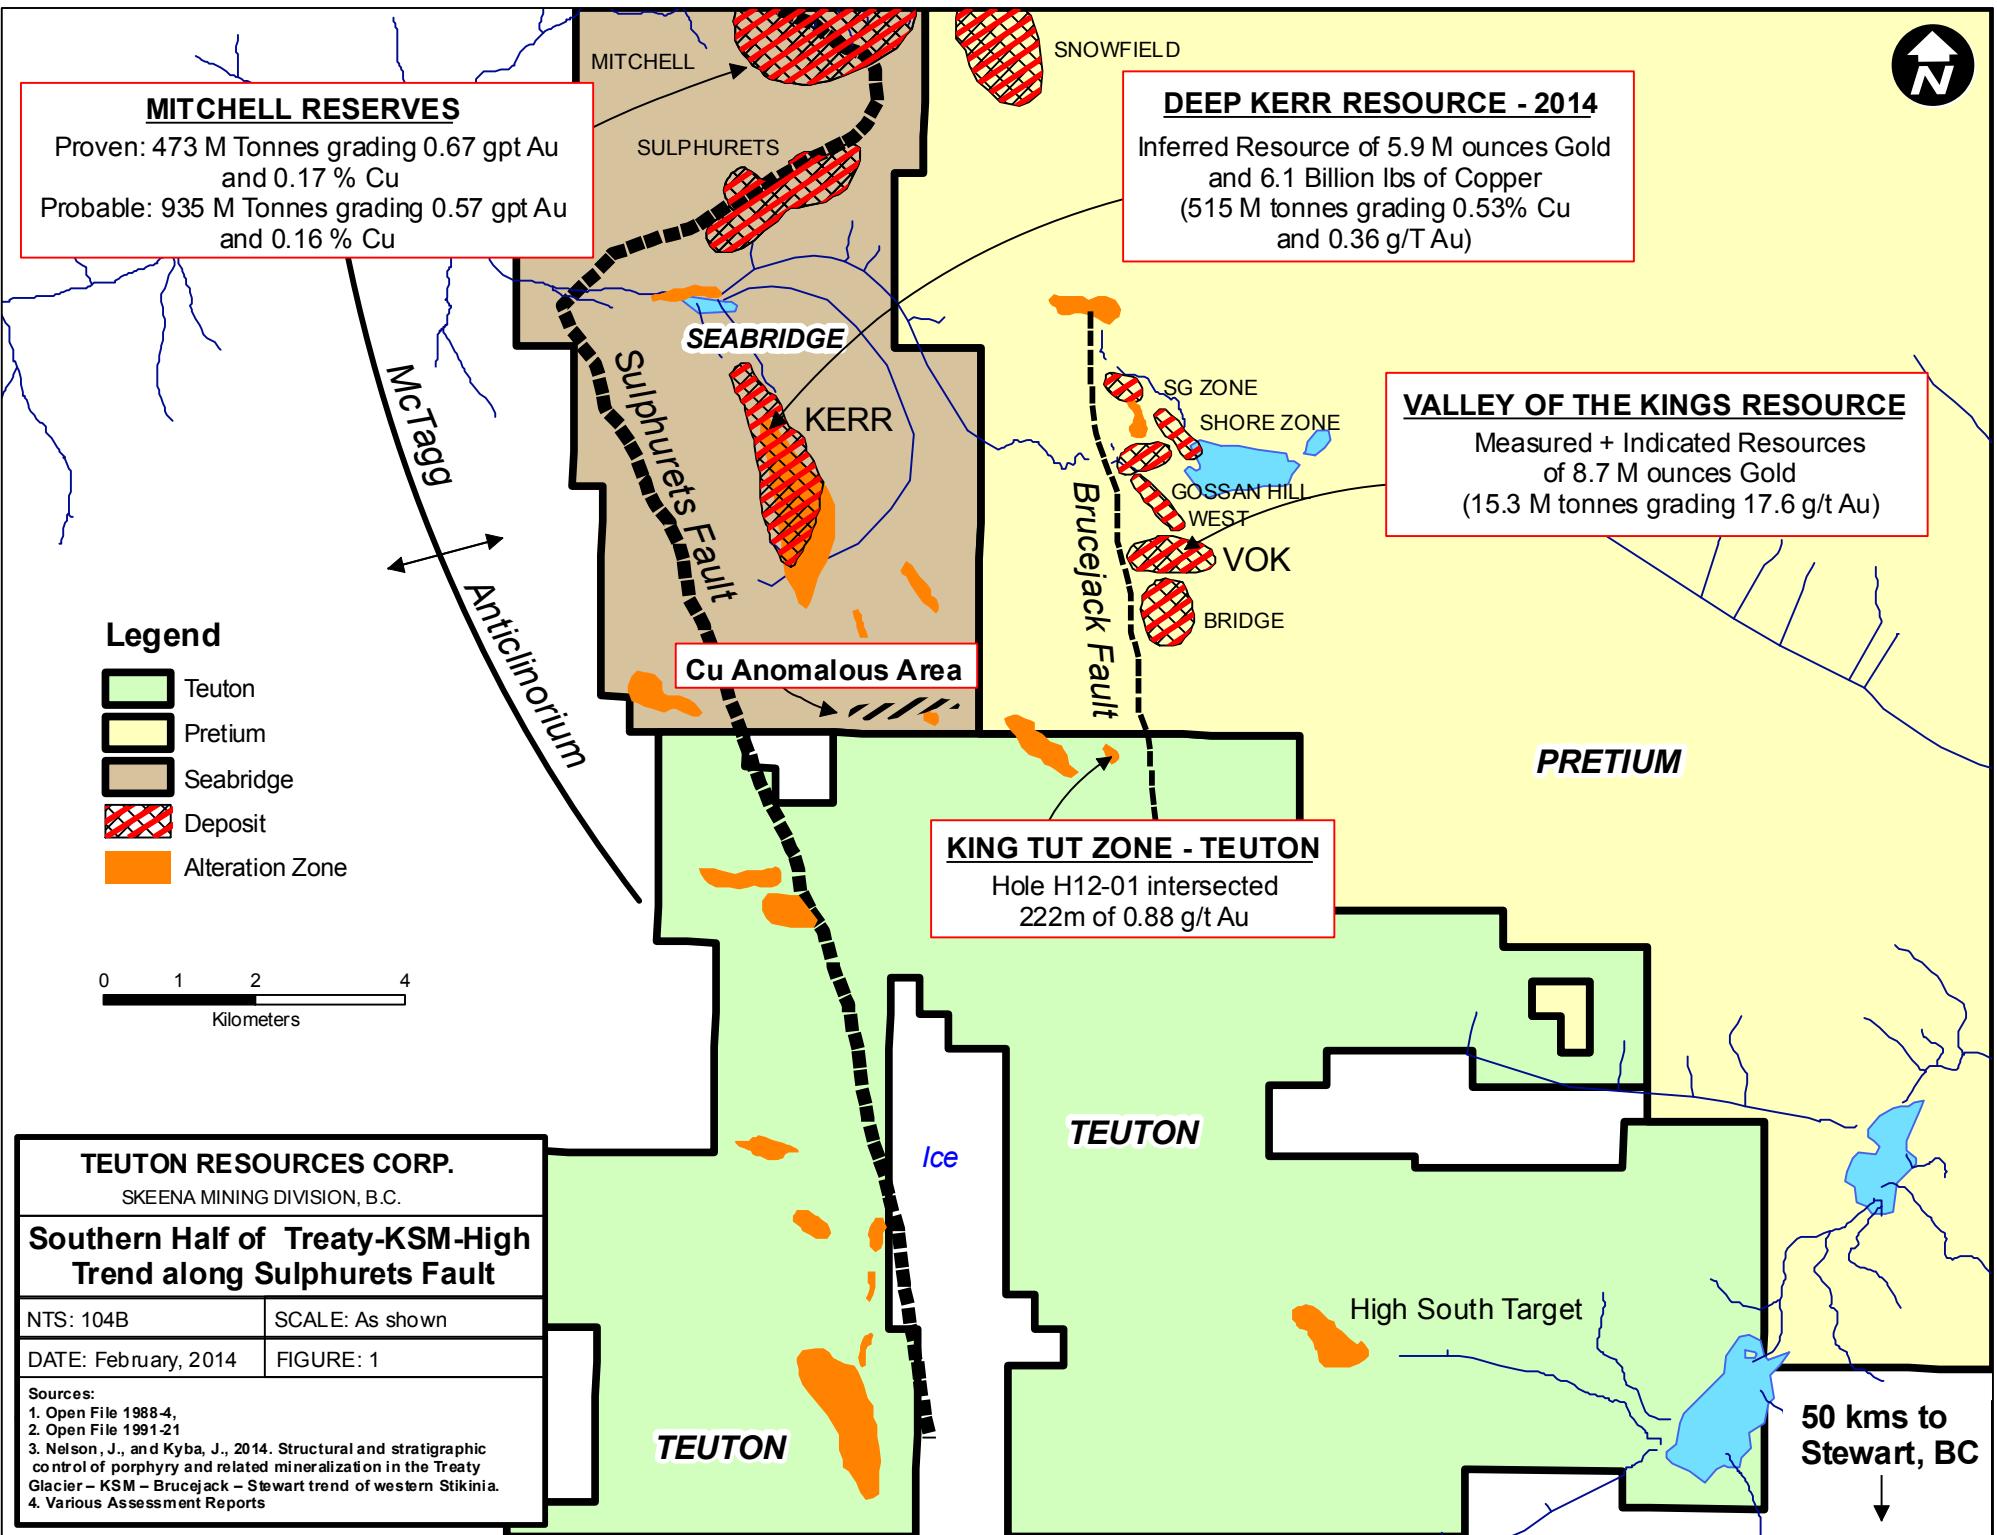 MITCHELL
SNOWFIELD
N
MITCHELL RESERVES
Proven: 473 M Tonnes grading 0.67 gpt Au
and 0.17 % Cu
Probable: 935 M Tonnes grading 0.57 gpt Au
and 0.16 % Cu
DEEP KERR RESOURCE - 2014
Inferred Resource of 5.9 M ounces Gold
and 6.1 Billion lbs of Copper
(515 M tonnes grading 0.53% Cu
and 0.36 g/T Au)
SULPHURETS
SEABRIDGE
Sulphurets Fault
KERR
McTagg Anticlinorium
SG ZONE
SHORE ZONE
GOSSAN HILL
WEST
VOK
BRIDGE
Brucejack Fault
VALLEY OF THE KINGS RESOURCE
Measured + Indicated Resources
of 8.7 M ounces Gold
(15.3 M tonnes grading 17.6 g/t Au)
Cu Anomalous Area
Legend
Teuton
Pretium
Seabridge
Deposit
Alteration Zone
PRETIUM
KING TUT ZONE - TEUTON
Hole H12-01 intersected
222m of 0.88 g/t Au
0 1 2 4
Kilometers
Ice
TEUTON
High South Target
TEUTON
50 kms to
Stewart, BC
TEUTON RESOURCES CORP.
SKEENA MINING DIVISION, B.C.
Southern Half of Treaty-KSM-High
Trend along Sulphurets Fault
NTS: 104B
SCALE: As shown
DATE: February, 2014
FIGURE: 1
Sources:
1. Open File 1988-4,
2. Open File 1991-21
3. Nelson, J., and Kyba, J., 2014. Structural and stratigraphic
control of porphyry and related mineralization in the Treaty
Glacier – KSM – Brucejack – Stewart trend of western Stikinia.
4. Various Assessment Reports